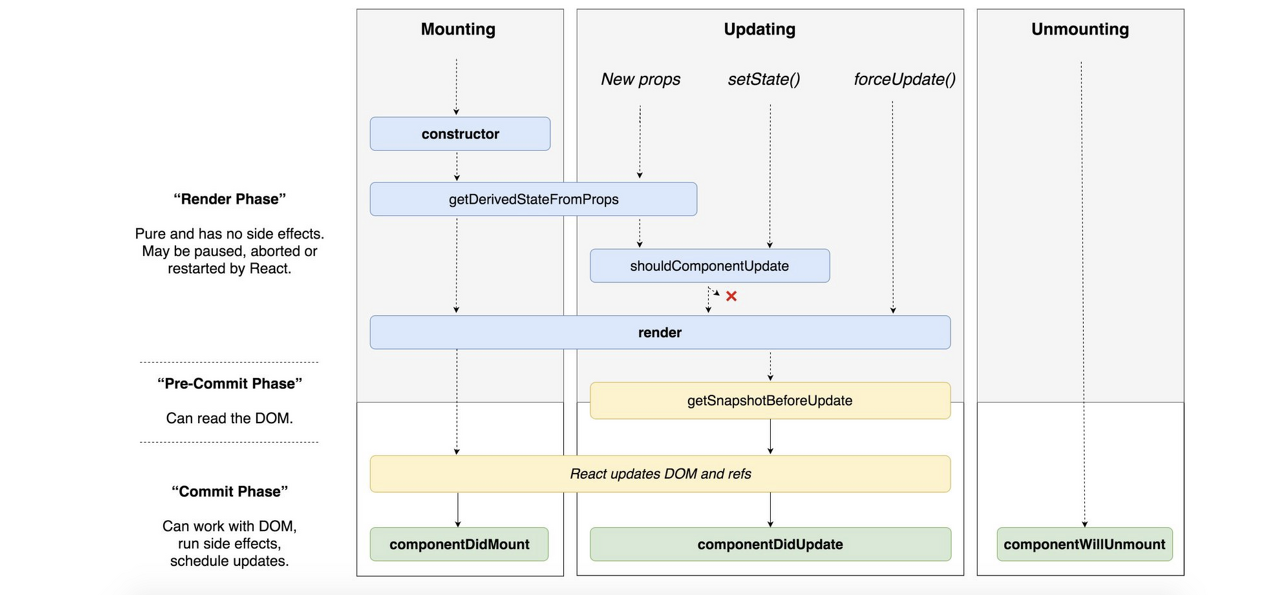 Mounting
Updating
Unmounting
New props
setState()
forceUpdate()
constructor
“Render Phase”
getDerivedStateFromProps
Pure and has no side effects.
May be paused, aborted or
restarted by React.
shouldComponentUpdate
render
“Pre-Commit Phase”
getSnapshotBeforeUpdate
Can read the DOM.
React updates DOM and refs
“Commit Phase”
Can work with DOM,
run side effects,
schedule updates.
componentDidMount
componentDidUpdate
componentWillUnmount